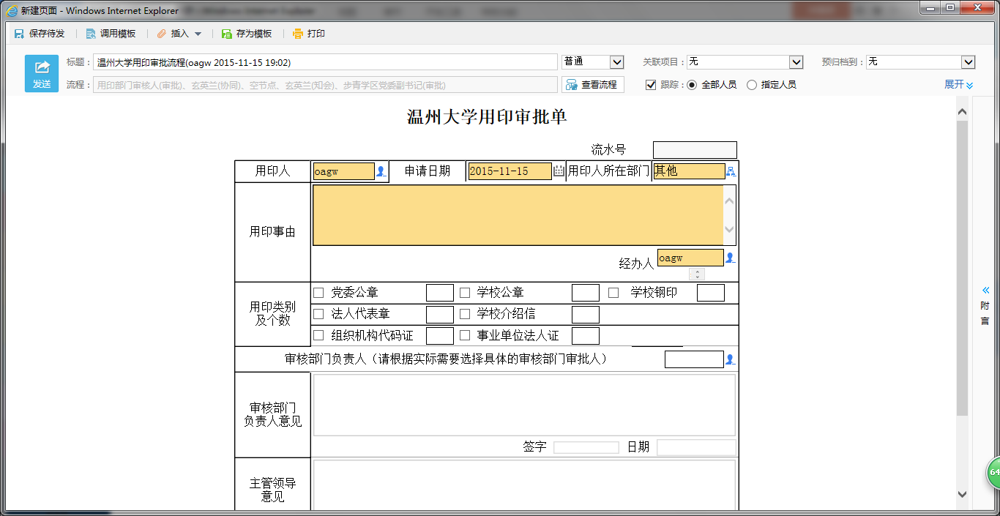 新建页面 - Windows Internet Explorer
保存待发 调用模板 插入 存为模板 打印
发送
标题： 温州大学用印审批流程(oagw 2015-11-15 19:02) 普通 关联项目： 无 预归档到： 无
流程： 用印部门审核人(审批)、玄英兰(协同)、空节点、玄英兰(知会)、步青学区党委副书记(审批) 查看流程 跟踪： 全部人员 指定人员 展开
温州大学用印审批单
流水号
用印人 oagw 申请日期 2015-11-15 用印人所在部门 其他
用印事由
经办人 oagw
用印类别
及个数
党委公章 学校公章 学校钢印
法人代表章 学校介绍信
组织机构代码证 事业单位法人证
审核部门负责人（请根据实际需要选择具体的审核部门审批人）
审核部门
负责人意见
签字 日期
主管领导
意见
附
言
64